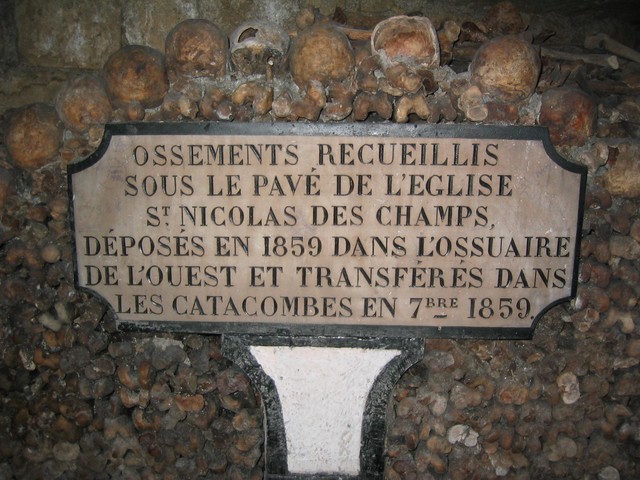 OSSEMENTS RECUEILLIS
SOUS LE PAVÉ DE L'EGLISE
ST. NICOLAS DES CHAMPS,
DÉPOSÉS EN 1859 DANS L'OSSUAIRE
DE L'OUEST ET TRANSFÉRÉS DANS
LES CATACOMBES EN 7BRE 1859.